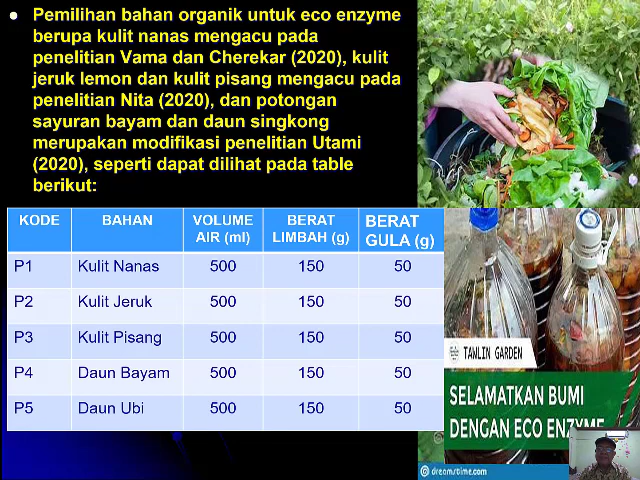 Pemilihan bahan organik untuk eco enzyme
berupa kulit nanas mengacu pada
penelitian Vama dan Cherekar (2020), kulit
jeruk lemon dan kulit pisang mengacu pada
penelitian Nita (2020), dan potongan
sayuran bayam dan daun singkong
merupakan modifikasi penelitian Utami
(2020), seperti dapat dilihat pada table
berikut:
KODE BAHAN VOLUME AIR (ml) BERAT LIMBAH (g) BERAT GULA (g)
P1 Kulit Nanas 500 150 50
P2 Kulit Jeruk 500 150 50
P3 Kulit Pisang 500 150 50
P4 Daun Bayam 500 150 50
P5 Daun Ubi 500 150 50
TAWLIN GARDEN
SELAMATKAN BUMI
DENGAN ECO ENZYME
dreamstime.com